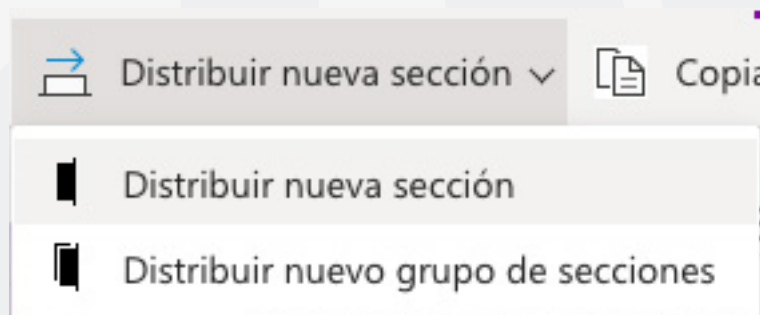 Distribuir nueva sección Copia
Distribuir nueva sección
Distribuir nuevo grupo de secciones